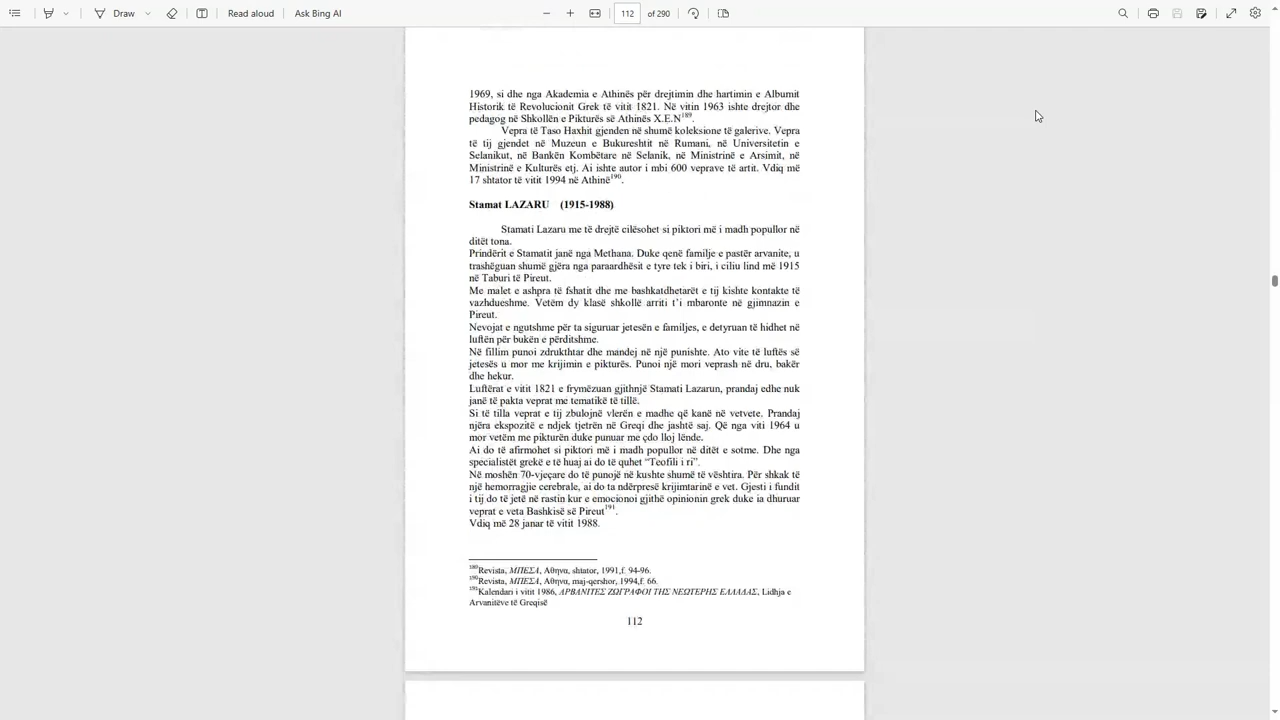 Draw
Read aloud
Ask Bing AI
112
of 290
1969, si dhe nga Akademia e Athinës për drejtimin dhe hartimin e Albumit
Historik të Revolucionit Grek të vitit 1821. Në vitin 1963 ishte drejtor dhe
pedagog në Shkollën e Pikturës së Athinës X.E.N189.
Vepra të Taso Haxhit gjenden në shumë koleksione të galerive. Vepra
të tij gjendet në Muzeun e Bukureshtit në Rumani, në Universitetin e
Selanikut, në Bankën Kombëtare në Selanik, në Ministrinë e Arsimit, në
Ministrinë e Kulturës etj. Ai ishte autor i mbi 600 veprave të artit. Vdiq më
17 shtator të vitit 1994 në Athinë190.
Stamat LAZARU (1915-1988)
Stamati Lazaru me të drejtë cilësohet si piktori më i madh popullor në
ditët tona.
Prindërit e Stamatit janë nga Methana. Duke qenë familje e pastër arvanite, u
trashëguan shumë gjëra nga paraardhësit e tyre tek i biri, i ciliu lind më 1915
në Taburi të Pireut.
Me malet e ashpra të fshatit dhe me bashkatdhetarët e tij kishte kontakte të
vazhdueshme. Vetëm dy klasë shkollë arriti t’i mbaronte në gjimnazin e
Pireut.
Nevojat e ngutshme për ta siguruar jetesën e familjes, e detyruan të hidhet në
luftën për bukën e përditshme.
Në fillim punoi zdrukthtar dhe mandej në një punishte. Ato vite të luftës së
jetesës u mor me krijimin e pikturës. Punoi një mori veprash në dru, bakër
dhe hekur.
Luftërat e vitit 1821 e frymëzuan gjithnjë Stamati Lazarun, prandaj edhe nuk
janë të pakta veprat me tematikë të tillë.
Si të tilla veprat e tij zbulojnë vlerën e madhe që kanë në vetvete. Prandaj
njëra ekspozitë e ndjek tjetrën në Greqi dhe jashtë saj. Që nga viti 1964 u
mor vetëm me pikturën duke punuar me çdo lloj lënde.
Ai do të afirmohet si piktori më i madh popullor në ditët e sotme. Dhe nga
specialistët grekë e të huaj ai do të quhet “Teofili i ri”.
Në moshën 70-vjeçare do të punojë në kushte shumë të vështira. Për shkak të
një hemorragjie cerebrale, ai do ta ndërpresë krijimtarinë e vet. Gjesti i fundit
i tij do të jetë në rastin kur e emocionoi gjithë opinionin grek duke ia dhuruar
veprat e veta Bashkisë së Pireut191.
Vdiq më 28 janar të vitit 1988.
189Revista, ΜΠΕΣΑ, Αθηνα, shtator, 1991,f. 94-96.
190Revista, ΜΠΕΣΑ, Αθηνα, maj-qershor, 1994,f. 66.
191Kalendari i vitit 1986, ΑΡΒΑΝΙΤΕΣ ΖΩΓΡΑΦΟΙ ΤΗΣ ΝΕΩΤΕΡΗΣ ΕΛΛΑΔΑΣ, Lidhja e
Arvanitëve të Greqisë
112